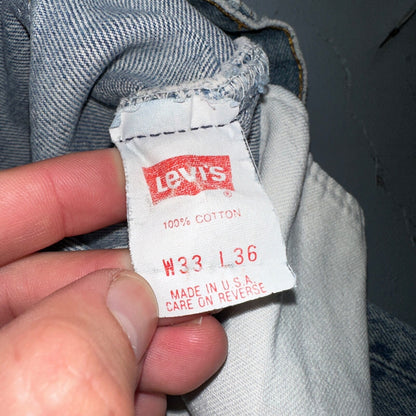 Levi's
®
100% COTTON
W33 L36
MADE IN U.S.A.
CARE ON REVERSE